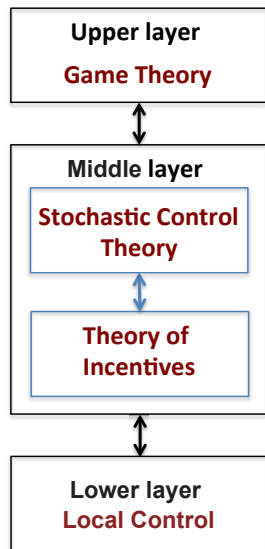 Upper layer
Game Theory
Middle layer
Stochastic Control
Theory
Theory of
Incentives
Lower layer
Local Control